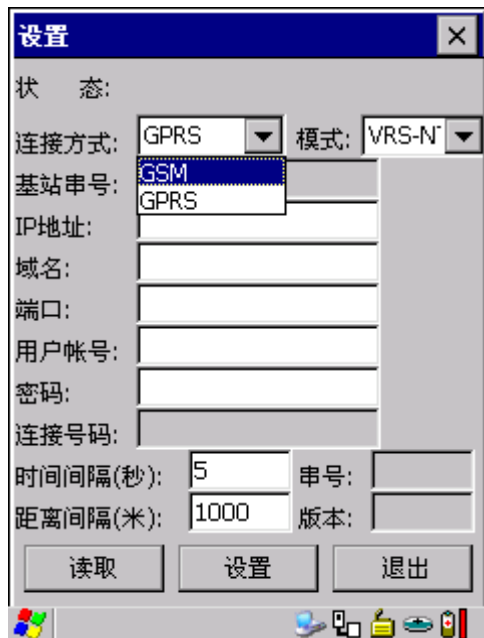 设置
状 态:
连接方式: GPRS 模式: VRS-NT
基站串号: GSM
GPRS
IP地址:
域名:
端口:
用户帐号:
密码:
连接号码:
时间间隔(秒): 5 串号:
距离间隔(米): 1000 版本:
读取 设置 退出